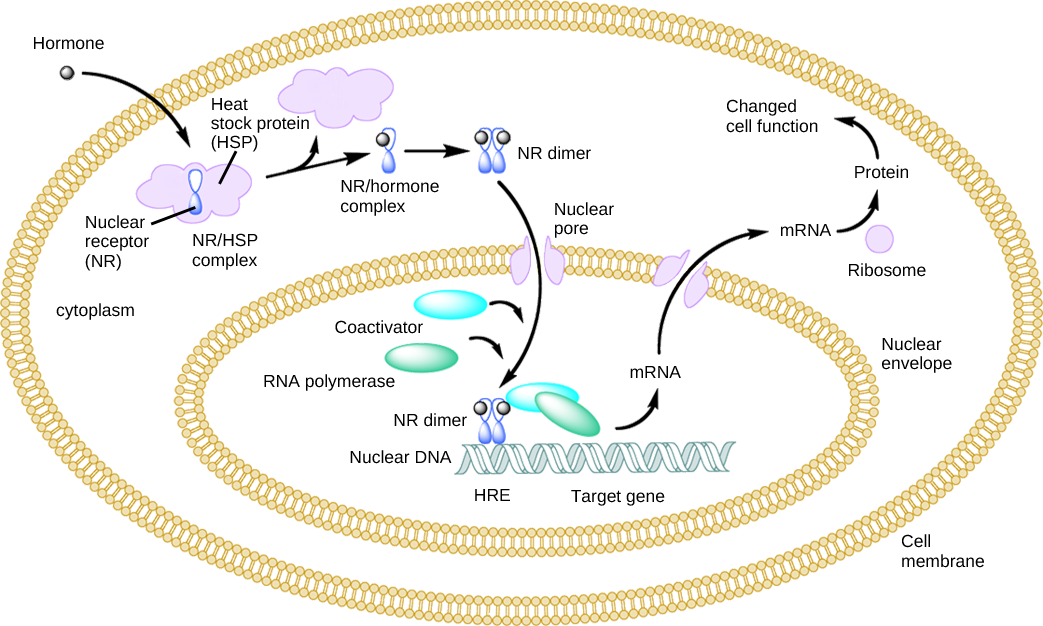 Hormone
Heat
stock protein
(HSP)
Nuclear
receptor
(NR)
NR/HSP
complex
NR/hormone
complex
NR dimer
Nuclear
pore
Changed
cell function
Protein
mRNA
Ribosome
cytoplasm
Coactivator
RNA polymerase
mRNA
Nuclear
envelope
NR dimer
Nuclear DNA
HRE
Target gene
Cell
membrane